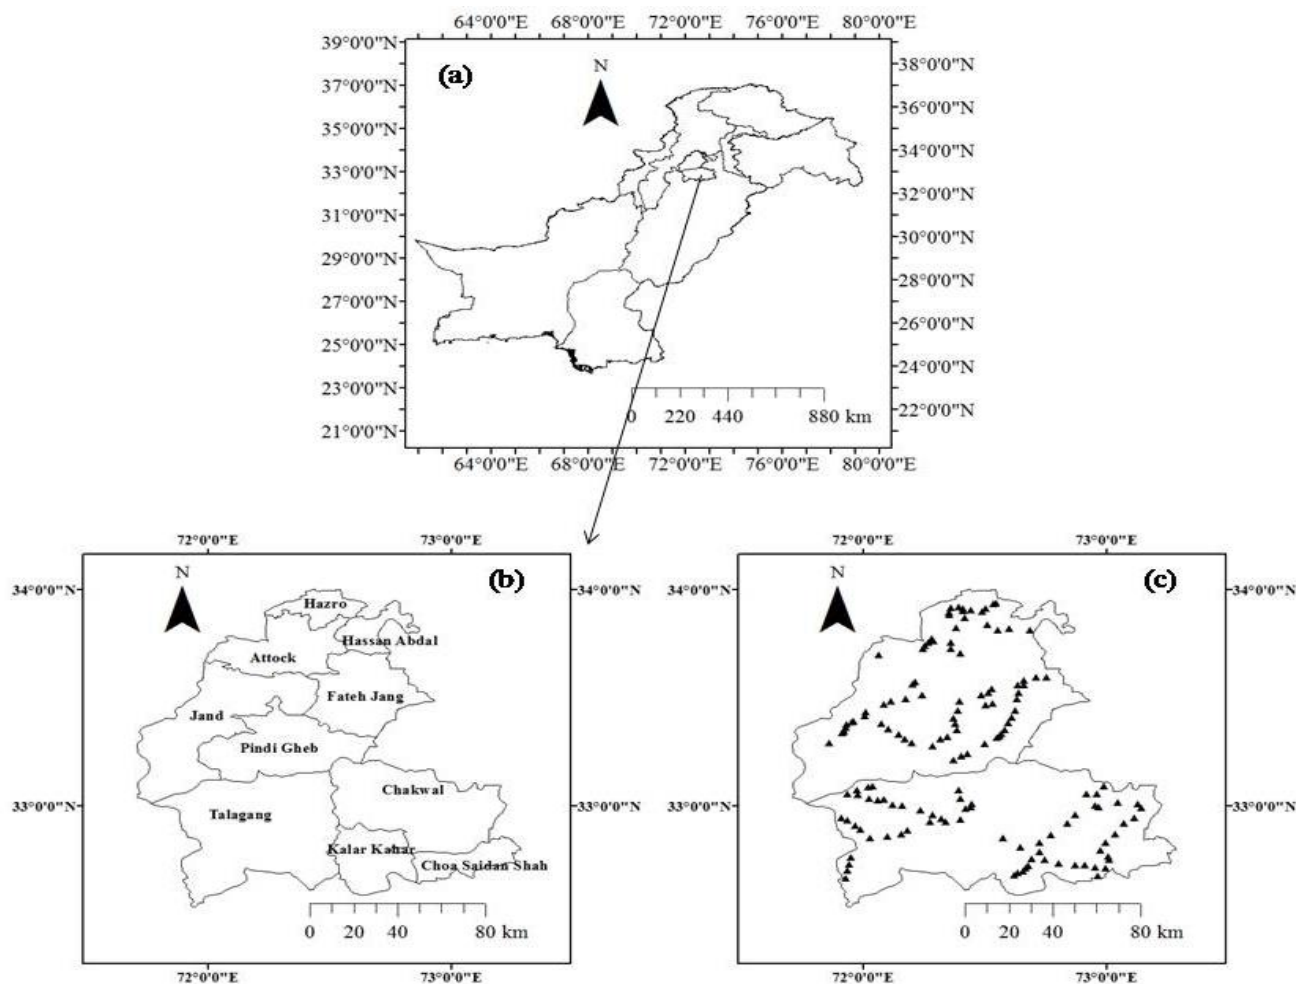 64°0'0"E 68°0'0"E 72°0'0"E 76°0'0"E 80°0'0"E
39°0'0"N
38°0'0"N
(a)
N
37°0'0"N
36°0'0"N
35°0'0"N
34°0'0"N
33°0'0"N
32°0'0"N
31°0'0"N
30°0'0"N
29°0'0"N
28°0'0"N
27°0'0"N
26°0'0"N
25°0'0"N
24°0'0"N
23°0'0"N
22°0'0"N
21°0'0"N
0 220 440 880 km
64°0'0"E 68°0'0"E 72°0'0"E 76°0'0"E 80°0'0"E
72°0'0"E 73°0'0"E
(b)
N
34°0'0"N 34°0'0"N
Hazro
Hassan Abdal
Attock
Fateh Jang
Jand
Pindi Gheb
Chakwal
33°0'0"N 33°0'0"N
Talagang
Kalar Kahar
Choa Saidan Shah
0 20 40 80 km
72°0'0"E 73°0'0"E
72°0'0"E 73°0'0"E
(c)
N
34°0'0"N
33°0'0"N
0 20 40 80 km
72°0'0"E 73°0'0"E